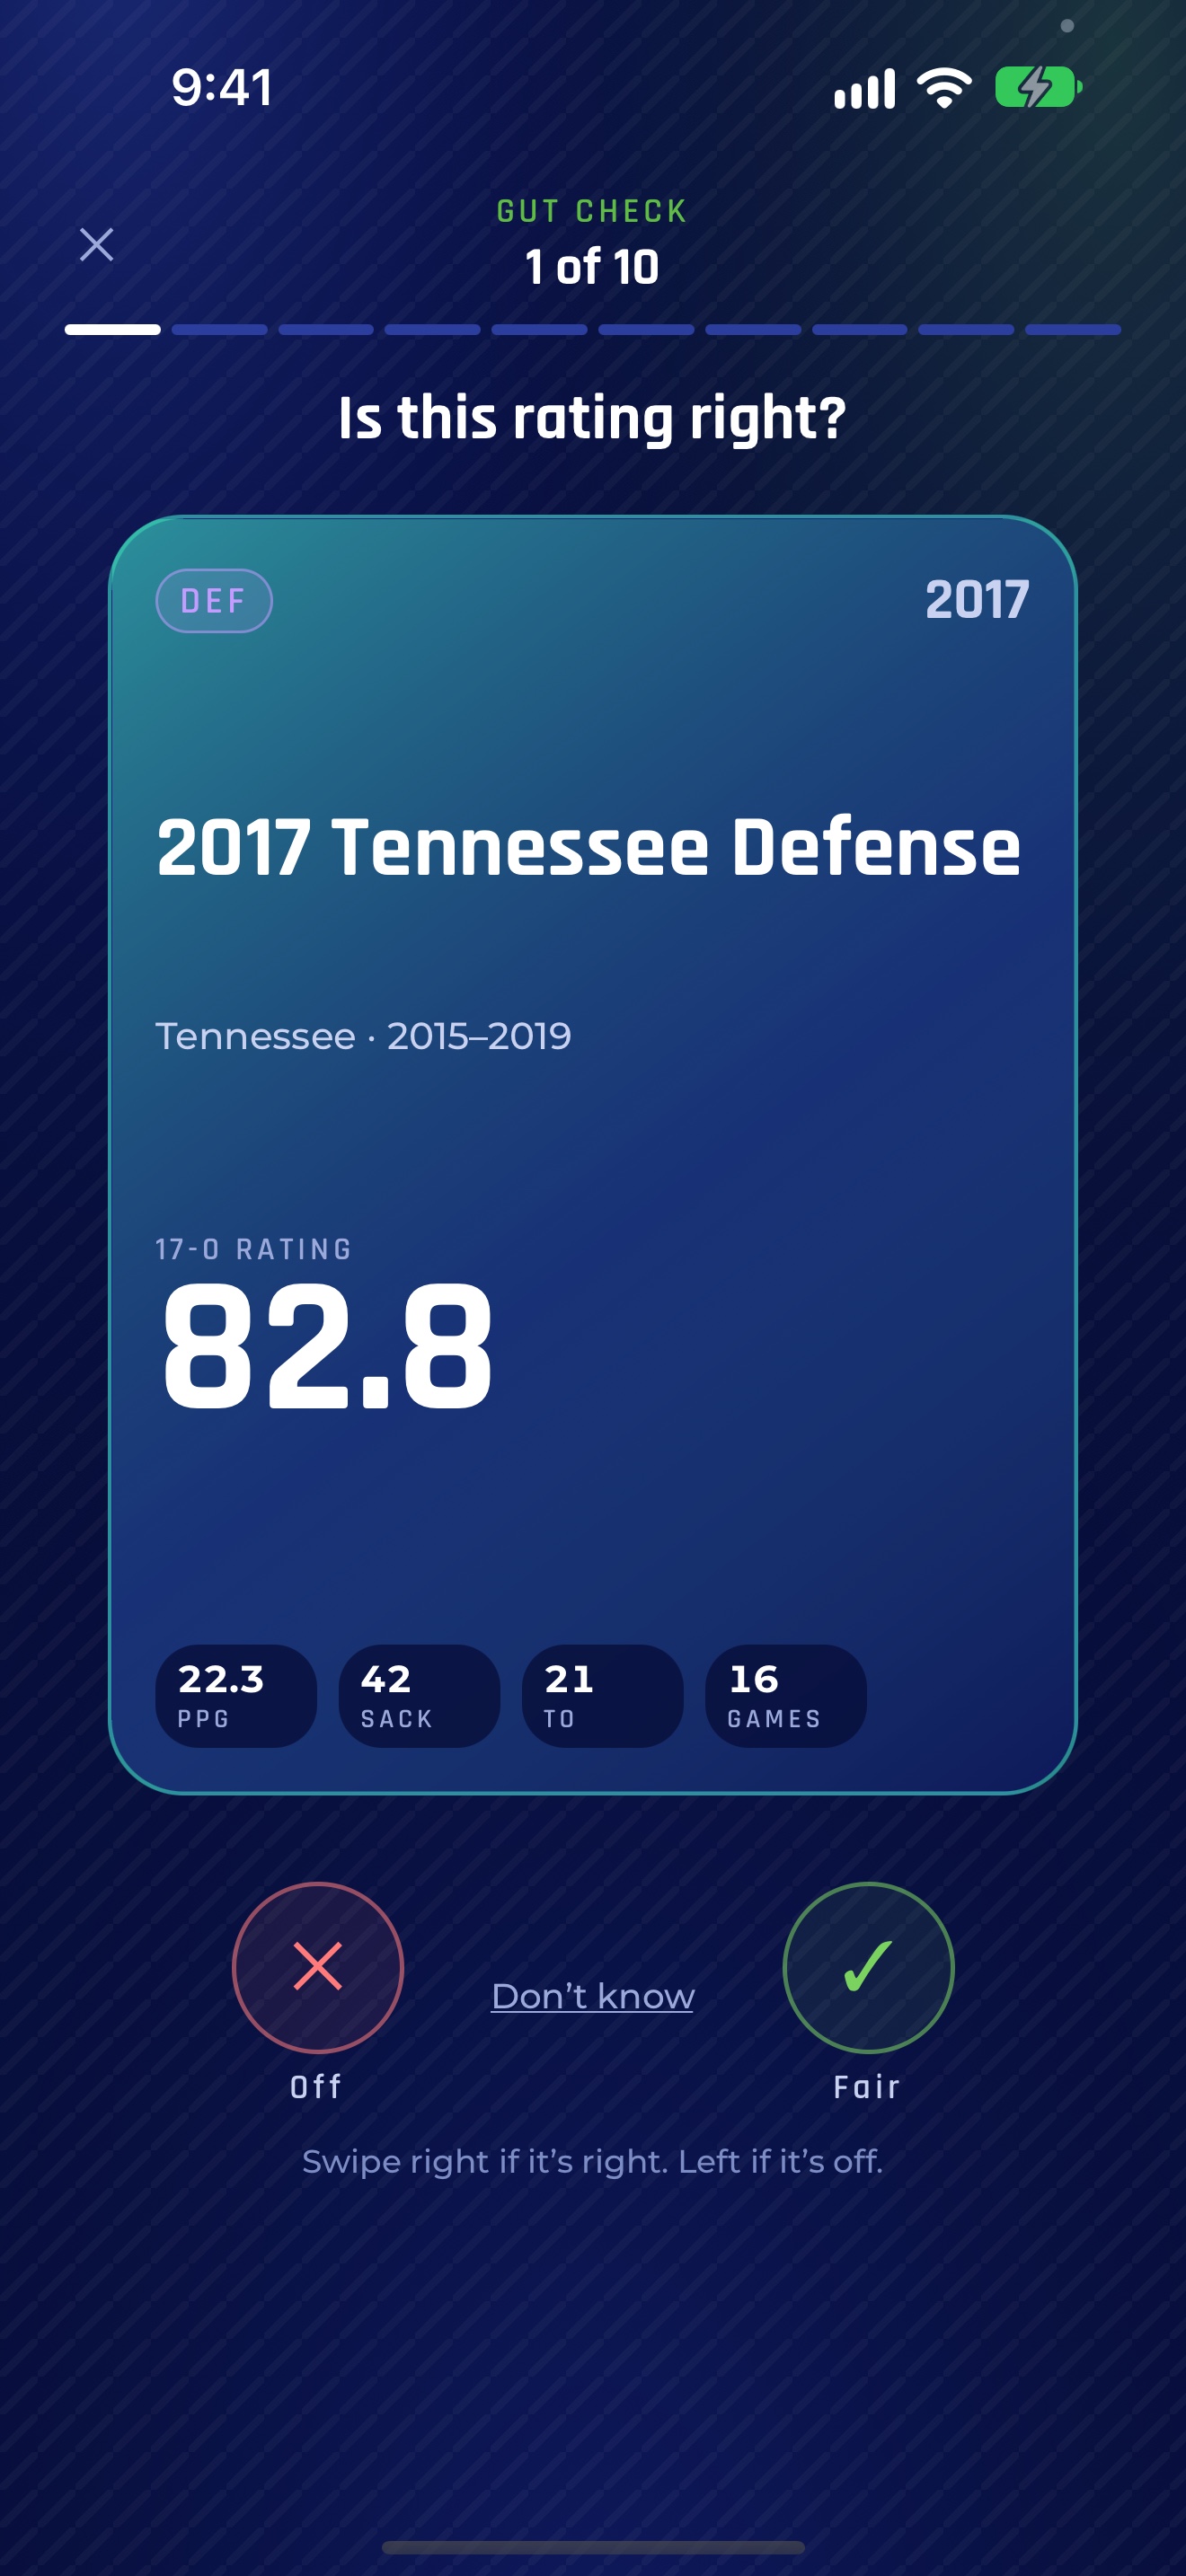 9:41
GUT CHECK
1 of 10
Is this rating right?
DEF
2017
2017 Tennessee Defense
Tennessee · 2015–2019
17-0 RATING
82.8
22.3 42 21 16
PPG SACK TO GAMES
Don’t know
Off Fair
Swipe right if it’s right. Left if it’s off.